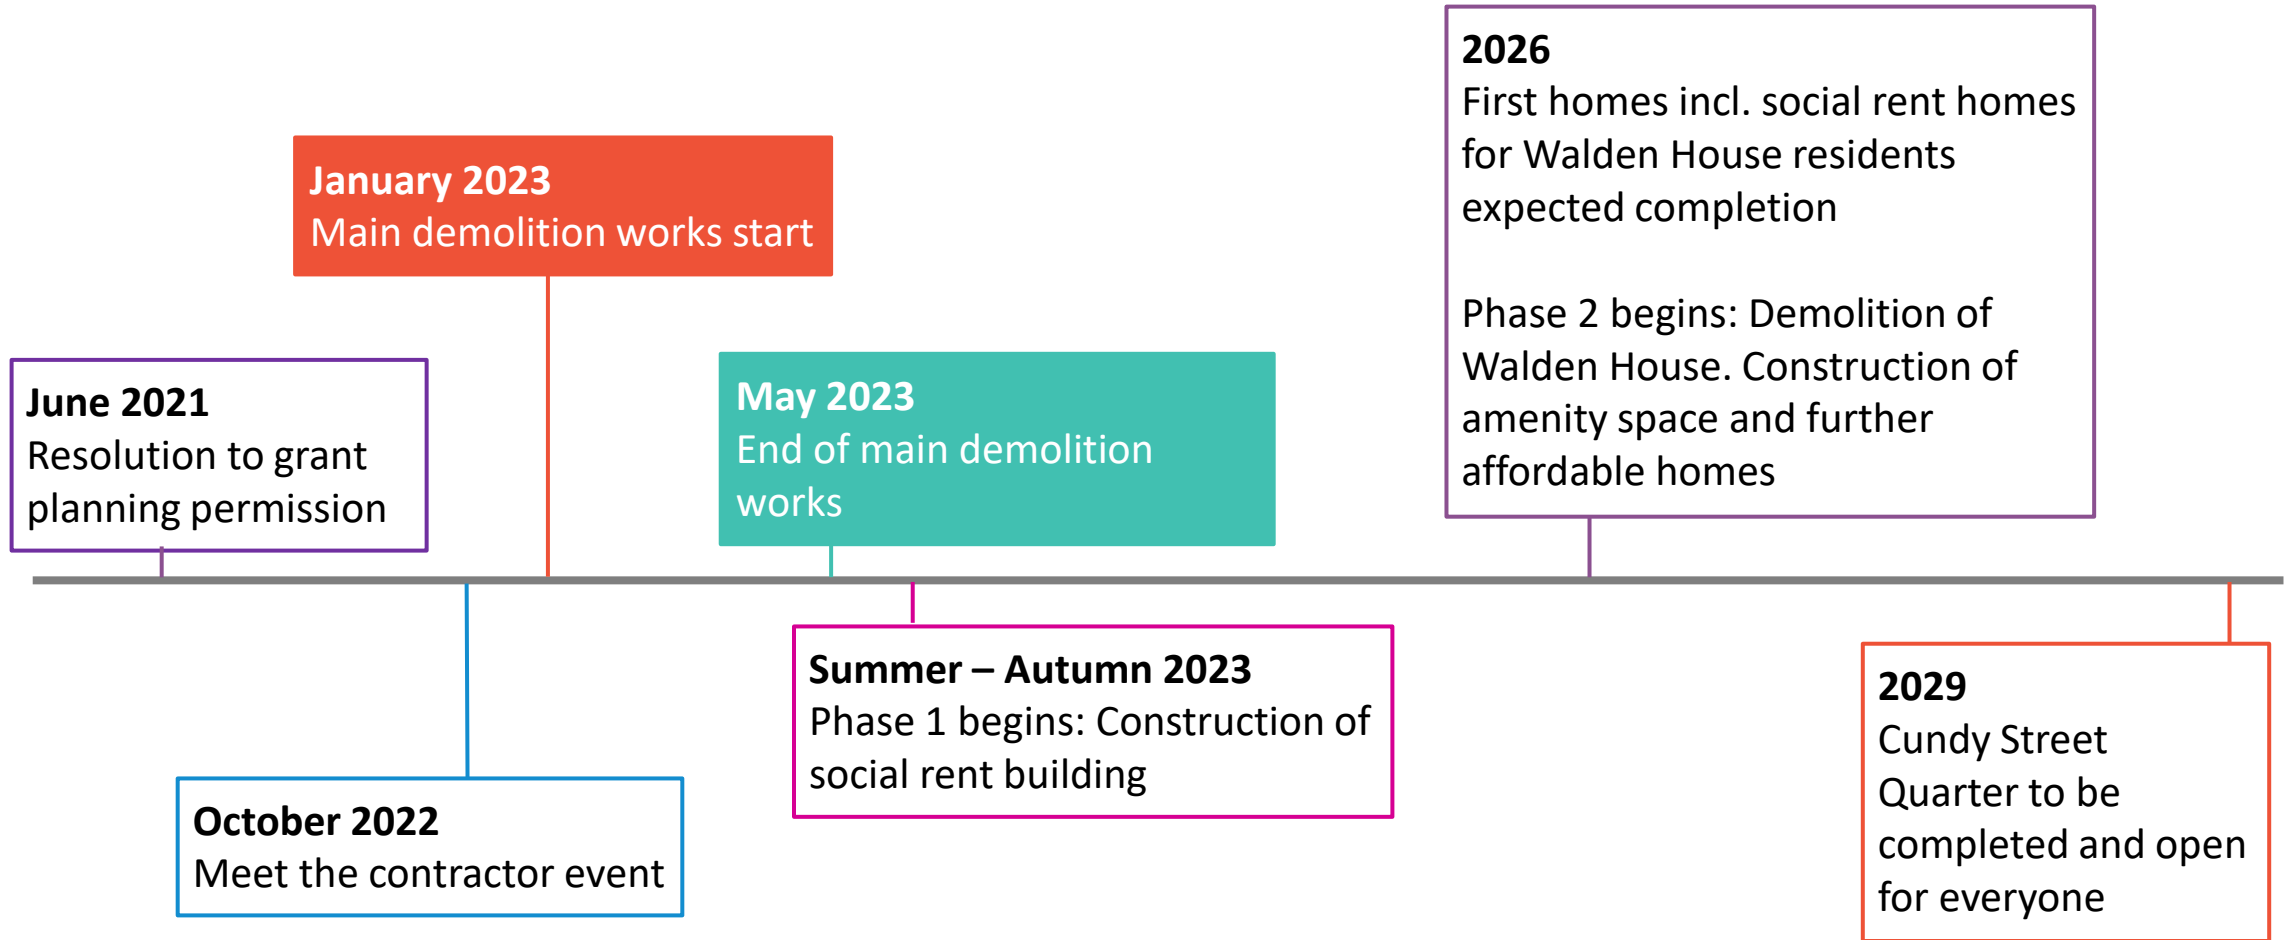 June 2021
Resolution to grant
planning permission
October 2022
Meet the contractor event
January 2023
Main demolition works start
May 2023
End of main demolition
works
Summer – Autumn 2023
Phase 1 begins: Construction of
social rent building
2026
First homes incl. social rent homes
for Walden House residents
expected completion
Phase 2 begins: Demolition of
Walden House. Construction of
amenity space and further
affordable homes
2029
Cundy Street
Quarter to be
completed and open
for everyone